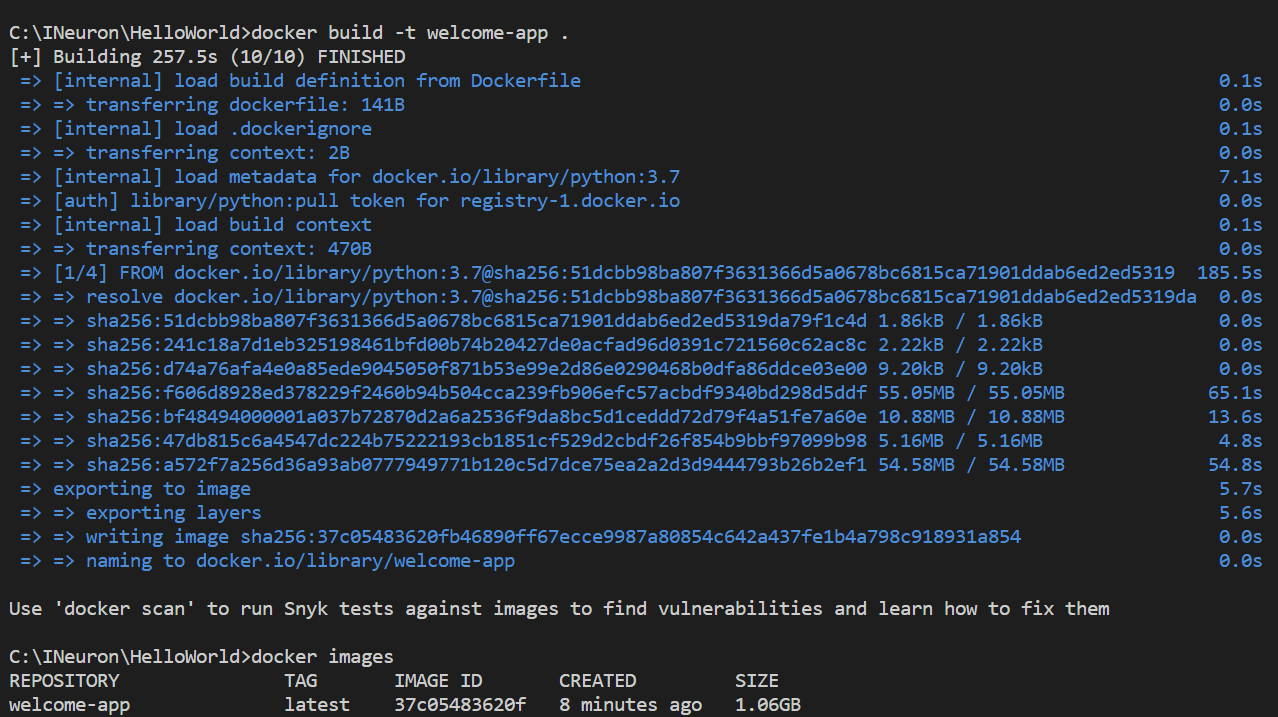 C:\INeuron\HelloWorld>docker build -t welcome-app .
[+] Building 257.5s (10/10) FINISHED
=> [internal] load build definition from Dockerfile 0.1s
=> => transferring dockerfile: 141B 0.0s
=> [internal] load .dockerignore 0.1s
=> => transferring context: 2B 0.0s
=> [internal] load metadata for docker.io/library/python:3.7 7.1s
=> [auth] library/python:pull token for registry-1.docker.io 0.0s
=> [internal] load build context 0.1s
=> => transferring context: 470B 0.0s
=> [1/4] FROM docker.io/library/python:3.7@sha256:51dcbb98ba807f3631366d5a0678bc6815ca71901ddab6ed2ed5319 185.5s
=> => resolve docker.io/library/python:3.7@sha256:51dcbb98ba807f3631366d5a0678bc6815ca71901ddab6ed2ed5319da 0.0s
=> => sha256:51dcbb98ba807f3631366d5a0678bc6815ca71901ddab6ed2ed5319da79f1c4d 1.86kB / 1.86kB 0.0s
=> => sha256:241c18a7d1eb325198461bfd00b74b20427de0acfad96d0391c721560c62ac8c 2.22kB / 2.22kB 0.0s
=> => sha256:d74a76afa4e0a85ede9045050f871b53e99e2d86e0290468b0dfa86ddce03e00 9.20kB / 9.20kB 0.0s
=> => sha256:f606d8928ed378229f2460b94b504cca239fb906efc57acbdf9340bd298d5ddf 55.05MB / 55.05MB 65.1s
=> => sha256:bf48494000001a037b72870d2a6a2536f9da8bc5d1ceddd72d79f4a51fe7a60e 10.88MB / 10.88MB 13.6s
=> => sha256:47db815c6a4547dc224b75222193cb1851cf529d2cbdf26f854b9bbf97099b98 5.16MB / 5.16MB 4.8s
=> => sha256:a572f7a256d36a93ab0777949771b120c5d7dce75ea2a2d3d9444793b26b2ef1 54.58MB / 54.58MB 54.8s
=> exporting to image 5.7s
=> => exporting layers 5.6s
=> => writing image sha256:37c05483620fb46890ff67ecce9987a80854c642a437fe1b4a798c918931a854 0.0s
=> => naming to docker.io/library/welcome-app 0.0s
Use 'docker scan' to run Snyk tests against images to find vulnerabilities and learn how to fix them
C:\INeuron\HelloWorld>docker images
REPOSITORY TAG IMAGE ID CREATED SIZE
welcome-app latest 37c05483620f 8 minutes ago 1.06GB